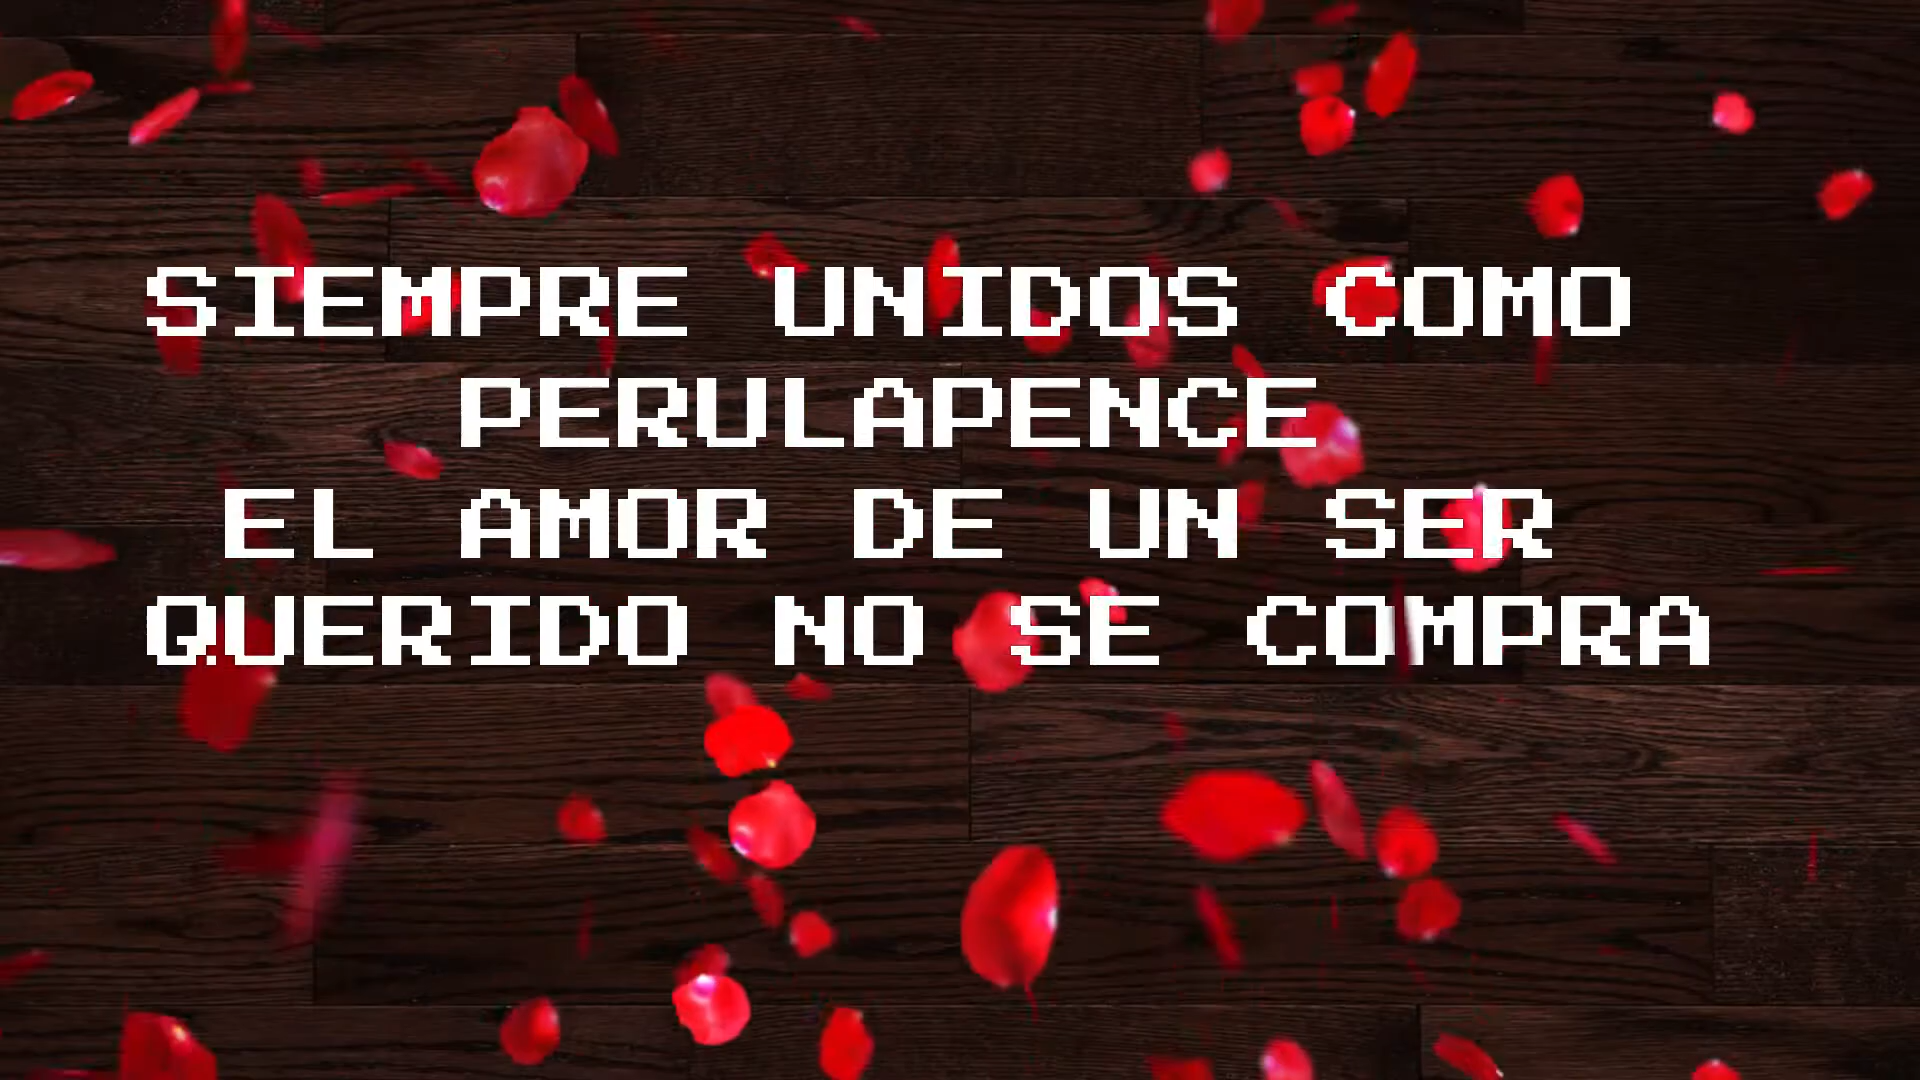 SIEMPRE UNIDOS COMO
PERULAPENCE
EL AMOR DE UN SER
QUERIDO NO SE COMPRA